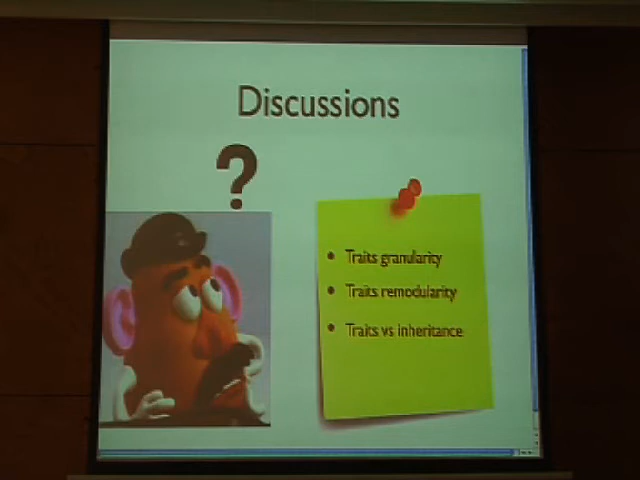 Discussions
?
• Traits granularity
• Traits remodularity
• Traits vs inheritance